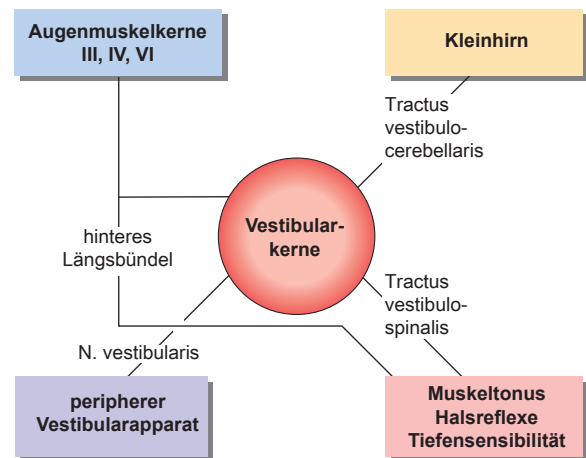 Augenmuskelkerne
III, IV, VI
Kleinhirn
Tractus
vestibulo-
cerebellaris
Vestibular-
kerne
hinteres
Längsbündel
Tractus
vestibulo-
spinalis
N. vestibularis
peripherer
Vestibularapparat
Muskeltonus
Halsreflexe
Tiefensensibilität